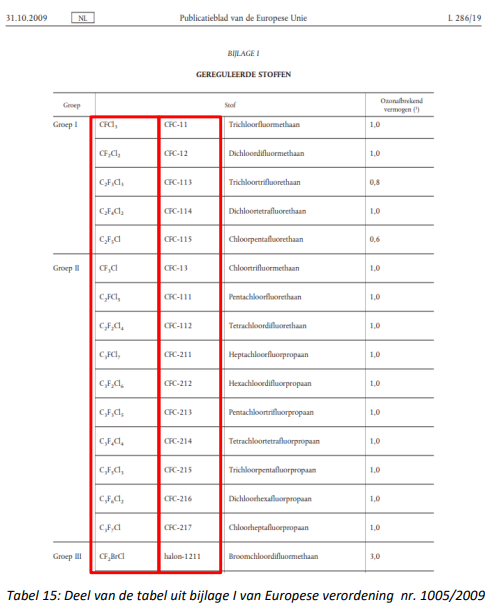 31.10.2009 NL Publicatieblad van de Europese Unie L 286/19
BIJLAGE I
GEREGULEERDE STOFFEN
Groep Stof Ozonafbrekend vermogen (¹)
Groep I CFCl₃ CFC-11 Trichloorfluormethaan 1,0
CF₂Cl₂ CFC-12 Dichloordifluormethaan 1,0
C₂F₃Cl₃ CFC-113 Trichloortrifluorethaan 0,8
C₂F₄Cl₂ CFC-114 Dichloortetrafluorethaan 1,0
C₂F₅Cl CFC-115 Chloorpentafluorethaan 0,6
Groep II CF₃Cl CFC-13 Chloortrifluormethaan 1,0
C₂FCl₅ CFC-111 Pentachloorfluorethaan 1,0
C₂F₂Cl₄ CFC-112 Tetrachloordifluorethaan 1,0
C₃FCl₇ CFC-211 Heptachloorfluorpropaan 1,0
C₃F₂Cl₆ CFC-212 Hexachloordifluorpropaan 1,0
C₃F₃Cl₅ CFC-213 Pentachloortrifluorpropaan 1,0
C₃F₄Cl₄ CFC-214 Tetrachloortetrafluorpropaan 1,0
C₃F₅Cl₃ CFC-215 Trichloorpentafluorpropaan 1,0
C₃F₆Cl₂ CFC-216 Dichloorhexafluorpropaan 1,0
C₃F₇Cl CFC-217 Chloorheptafluorpropaan 1,0
Groep III CF₂BrCl halon-1211 Broomchloordifluormethaan 3,0
Tabel 15: Deel van de tabel uit bijlage I van Europese verordening nr. 1005/2009